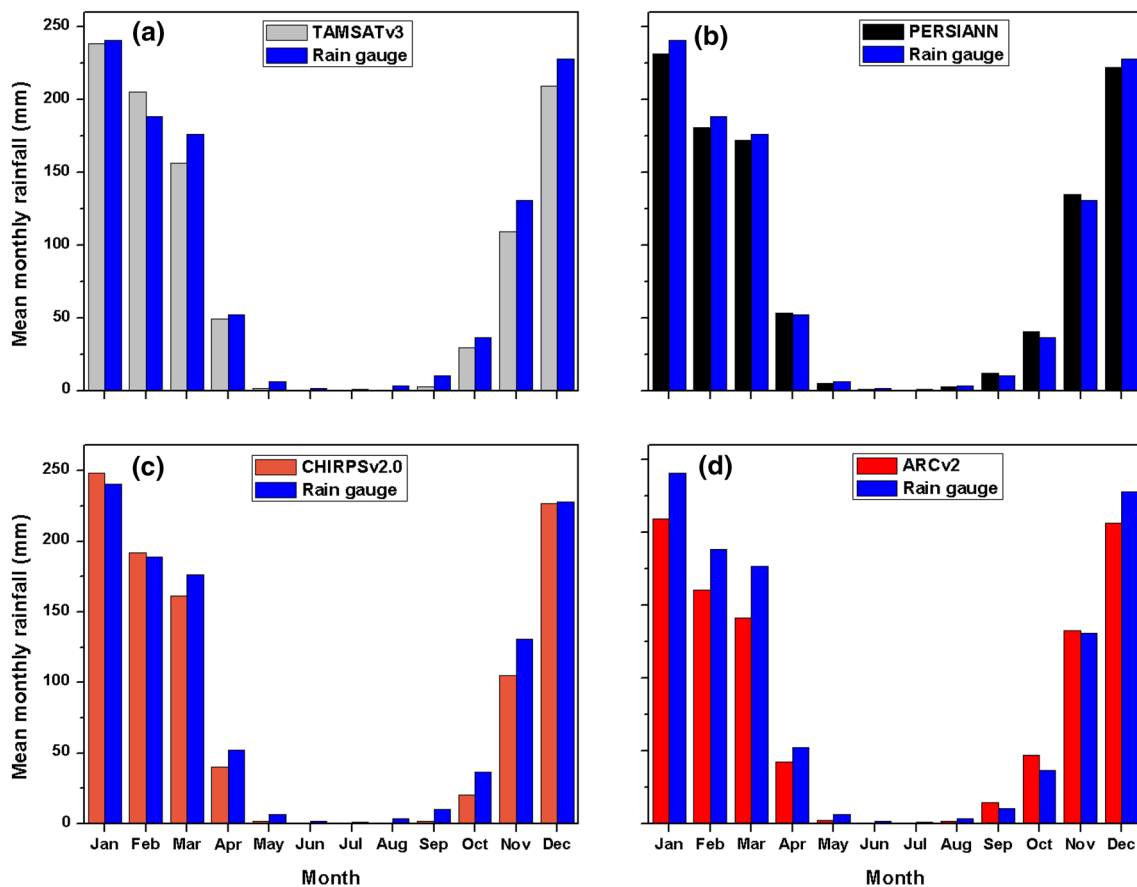 (a)
TAMSATv3
Rain gauge
(b)
PERSIANN
Rain gauge
Mean monthly rainfall (mm)
250
200
150
100
50
0
(c)
CHIRPSv2.0
Rain gauge
(d)
ARCv2
Rain gauge
Mean monthly rainfall (mm)
250
200
150
100
50
0
Jan Feb Mar Apr May Jun Jul Aug Sep Oct Nov Dec
Month
Jan Feb Mar Apr May Jun Jul Aug Sep Oct Nov Dec
Month